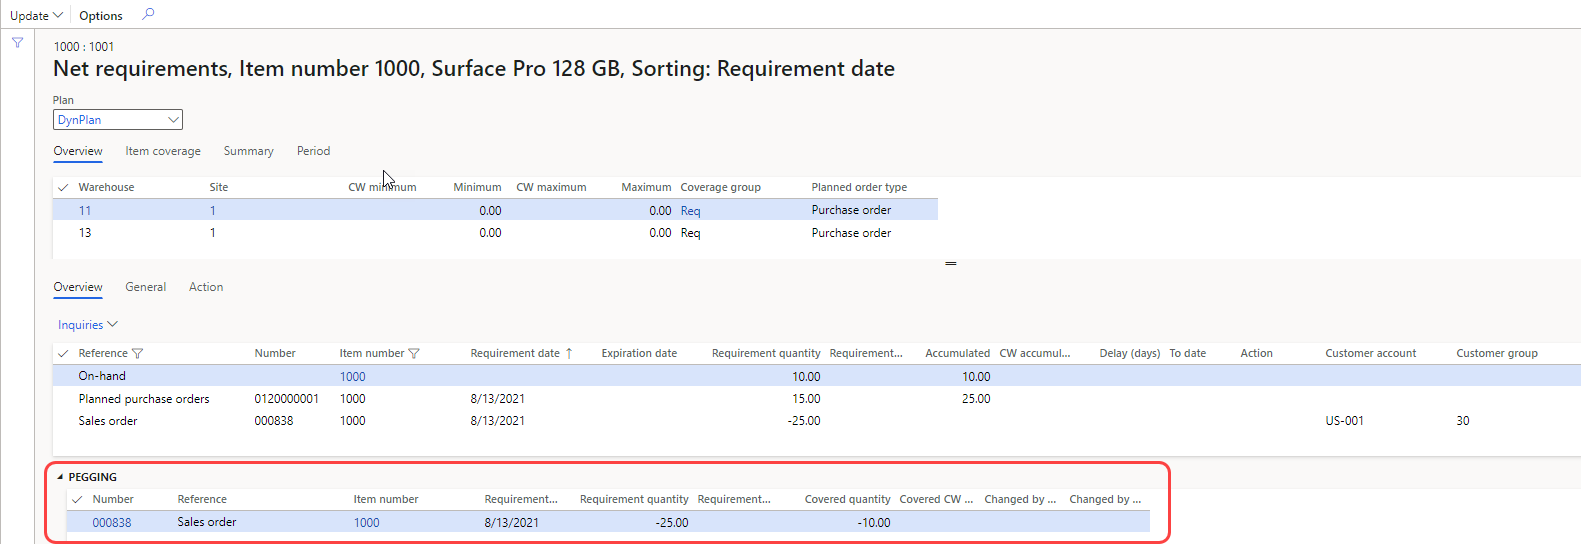 Update Options
1000 : 1001
Net requirements, Item number 1000, Surface Pro 128 GB, Sorting: Requirement date
Plan
DynPlan
Overview Item coverage Summary Period
Warehouse Site CW minimum Minimum CW maximum Maximum Coverage group Planned order type
11 1 0.00 0.00 Req Purchase order
13 1 0.00 0.00 Req Purchase order
Overview General Action
Inquiries
Reference Number Item number Requirement date Expiration date Requirement quantity Requirement... Accumulated CW accumul... Delay (days) To date Action Customer account Customer group
On-hand 1000 10.00 10.00
Planned purchase orders 0120000001 1000 8/13/2021 15.00 25.00
Sales order 000838 1000 8/13/2021 -25.00 US-001 30
PEGGING
Number Reference Item number Requirement... Requirement quantity Requirement... Covered quantity Covered CW ... Changed by ... Changed by ...
000838 Sales order 1000 8/13/2021 -25.00 -10.00